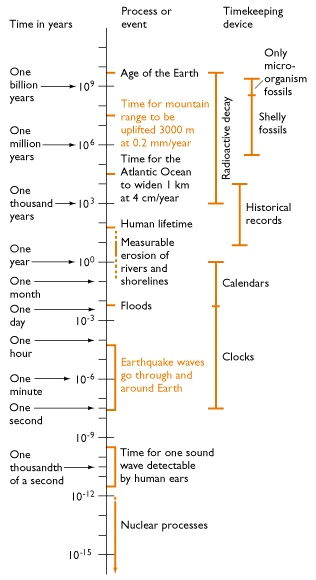 Time in years
Process or
event
Timekeeping
device
Only
micro-
organism
fossils
One
billion
years
10⁹
Age of the Earth
Radioactive decay
Time for mountain
range to be
uplifted 3000 m
at 0.2 mm/year
Shelly
fossils
One
million
years
10⁶
Time for the
Atlantic Ocean
to widen 1 km
at 4 cm/year
One
thousand
years
10³
Historical
records
Human lifetime
Measurable
erosion of
rivers and
shorelines
One
year
10⁰
One
month
Calendars
One
day
Floods
10⁻³
One
hour
Clocks
Earthquake waves
go through and
around Earth
One
minute
10⁻⁶
One
second
10⁻⁹
One
thousandth
of a second
Time for one sound
wave detectable
by human ears
10⁻¹²
Nuclear processes
10⁻¹⁵